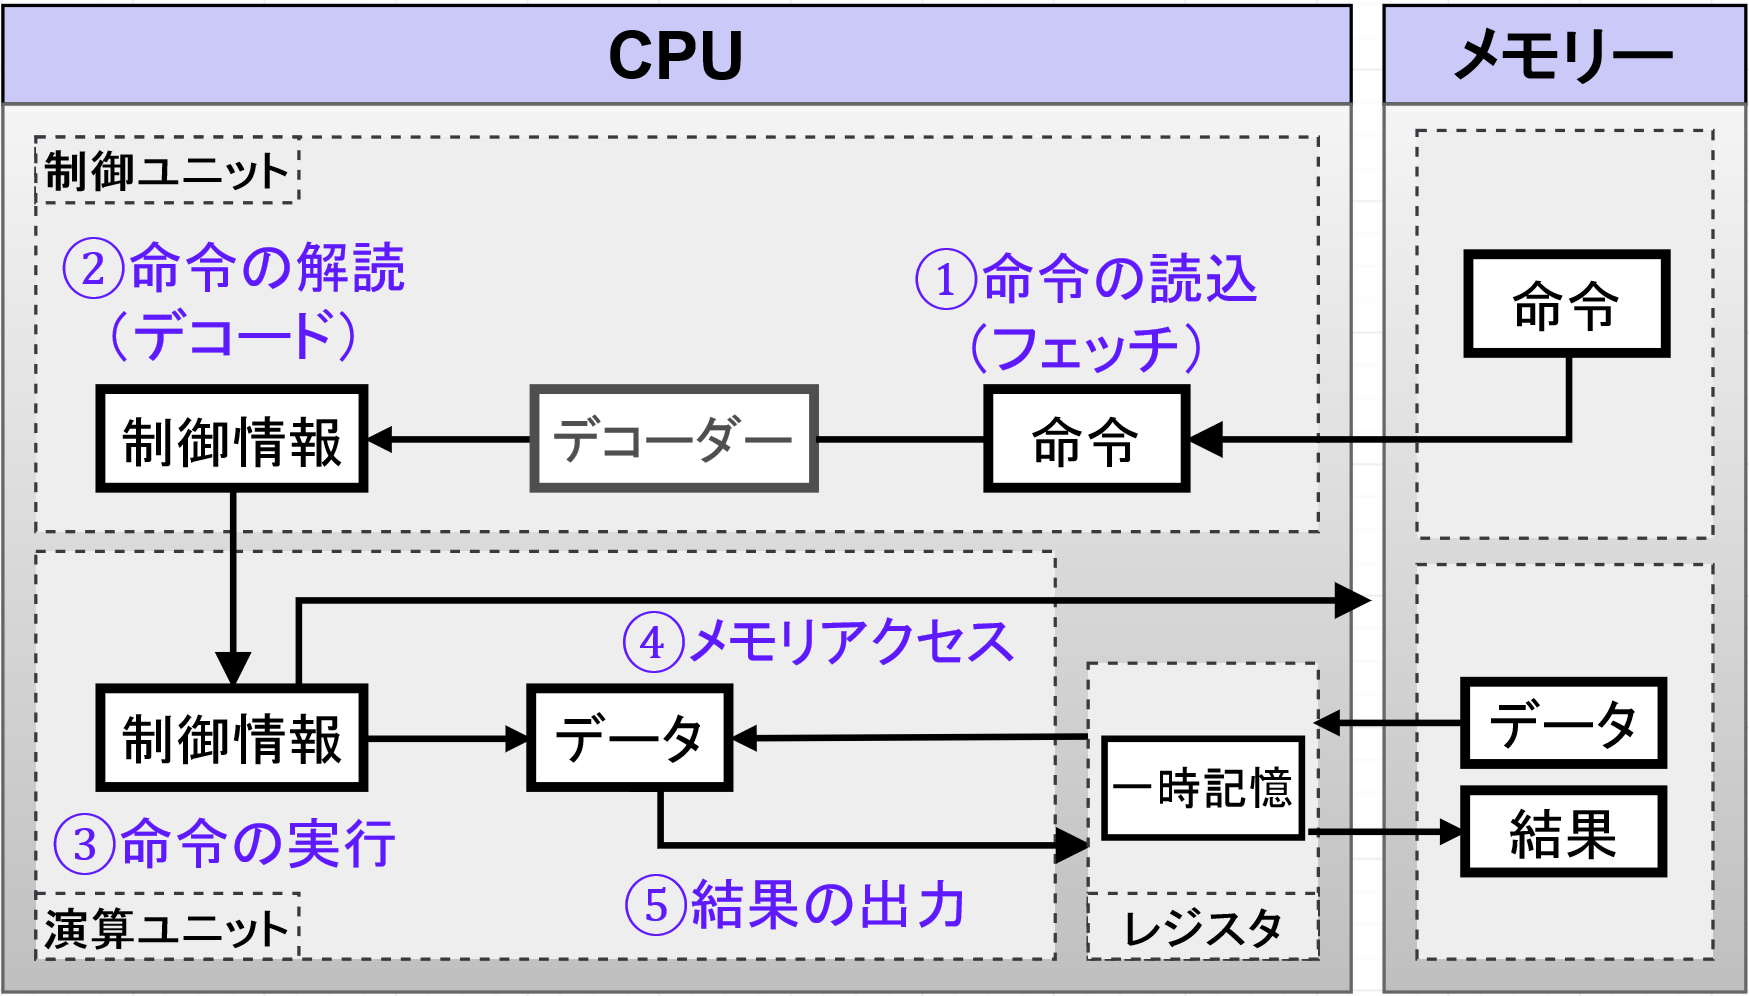 CPU
メモリー
制御ユニット
②命令の解読
（デコード）
①命令の読込
（フェッチ）
命令
制御情報
デコーダー
命令
④メモリアクセス
制御情報
データ
一時記憶
データ
結果
③命令の実行
⑤結果の出力
演算ユニット
レジスタ